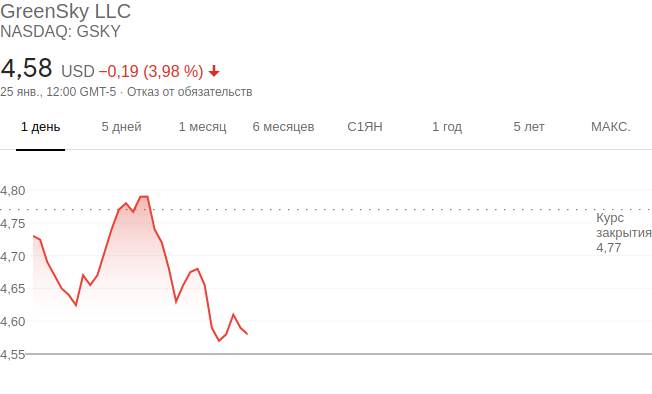 GreenSky LLC
NASDAQ: GSKY
4,58 USD −0,19 (3,98 %)
25 янв., 12:00 GMT-5 · Отказ от обязательств
1 день 5 дней 1 месяц 6 месяцев С1ЯН 1 год 5 лет МАКС.
4,80
4,75
4,70
4,65
4,60
4,55
Курс
закрытия
4,77